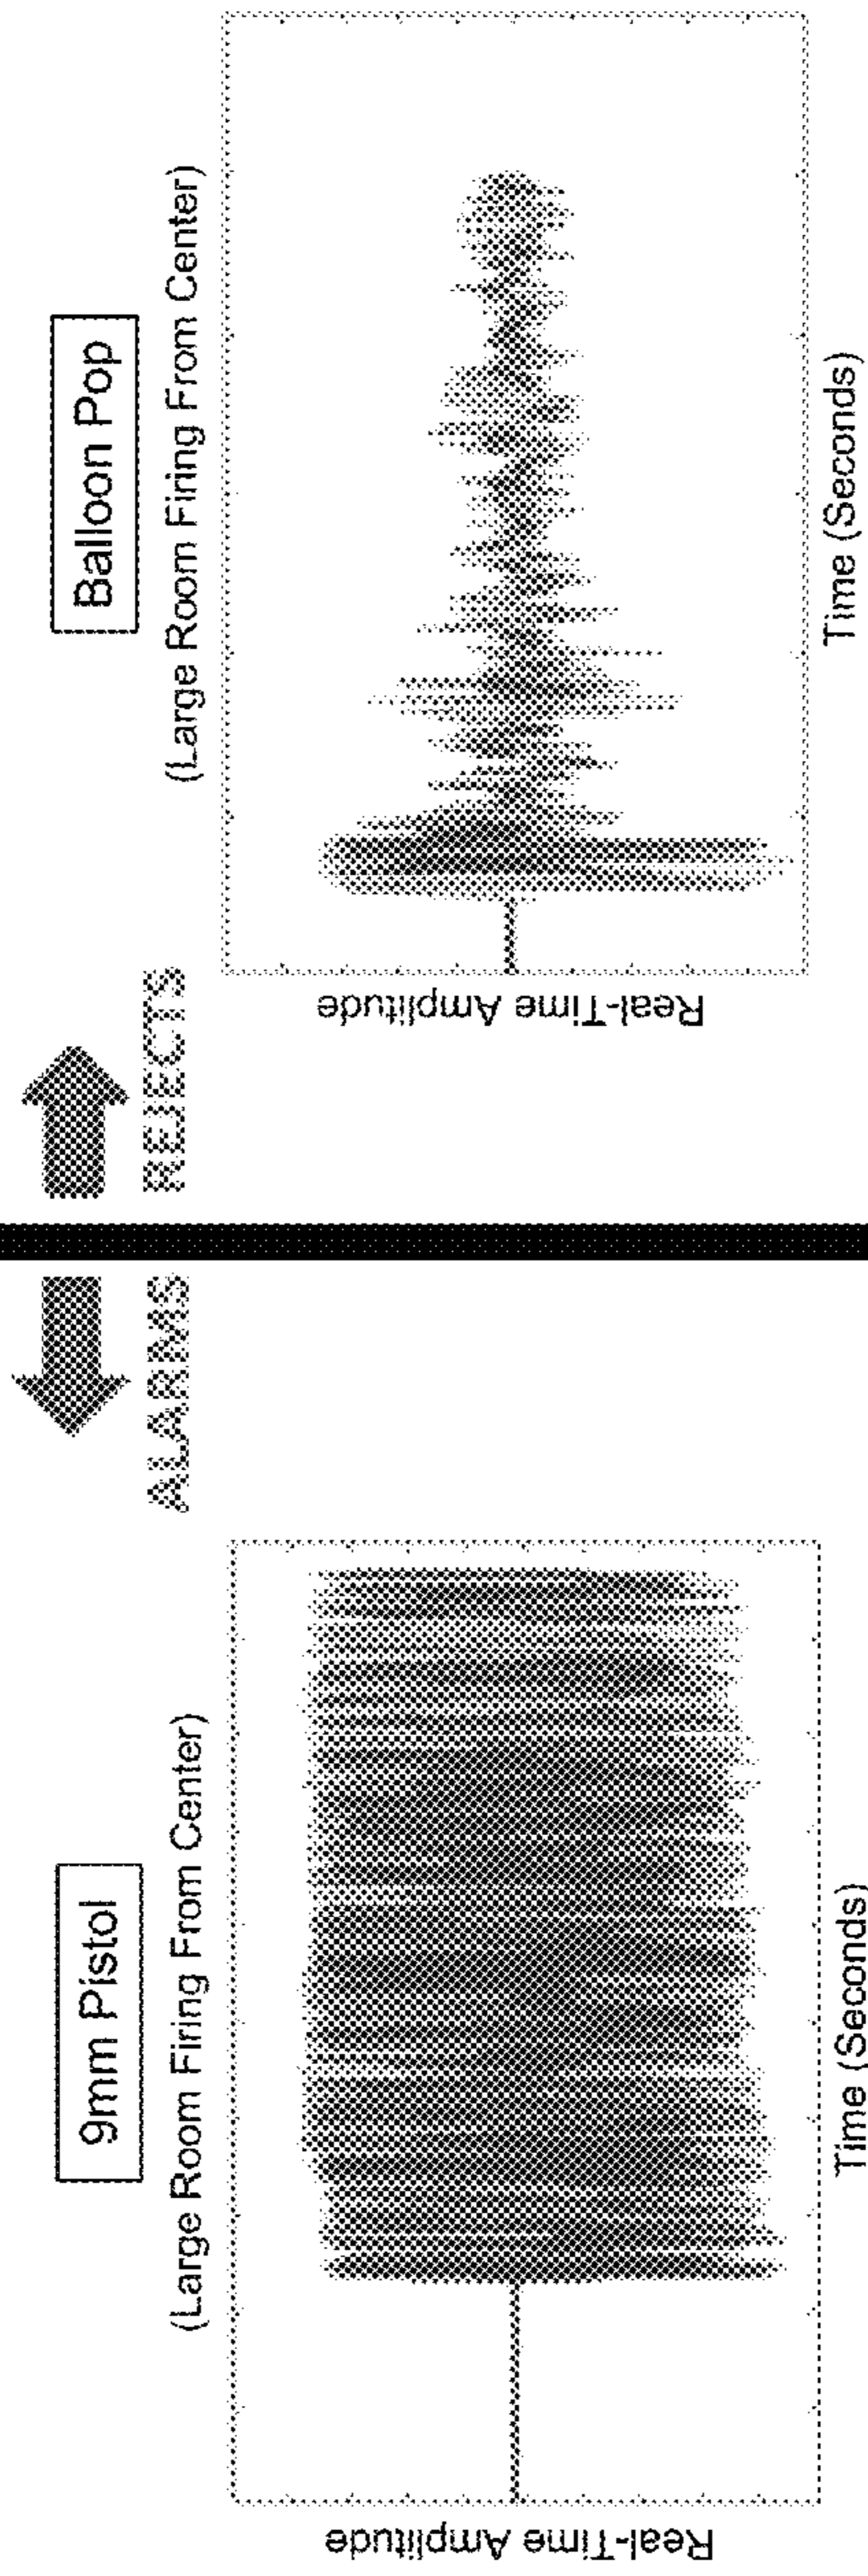 ALARMS
REJECTS
9mm Pistol
(Large Room Firing From Center)
Real-Time Amplitude
Time (Seconds)
Balloon Pop
(Large Room Firing From Center)
Real-Time Amplitude
Time (Seconds)